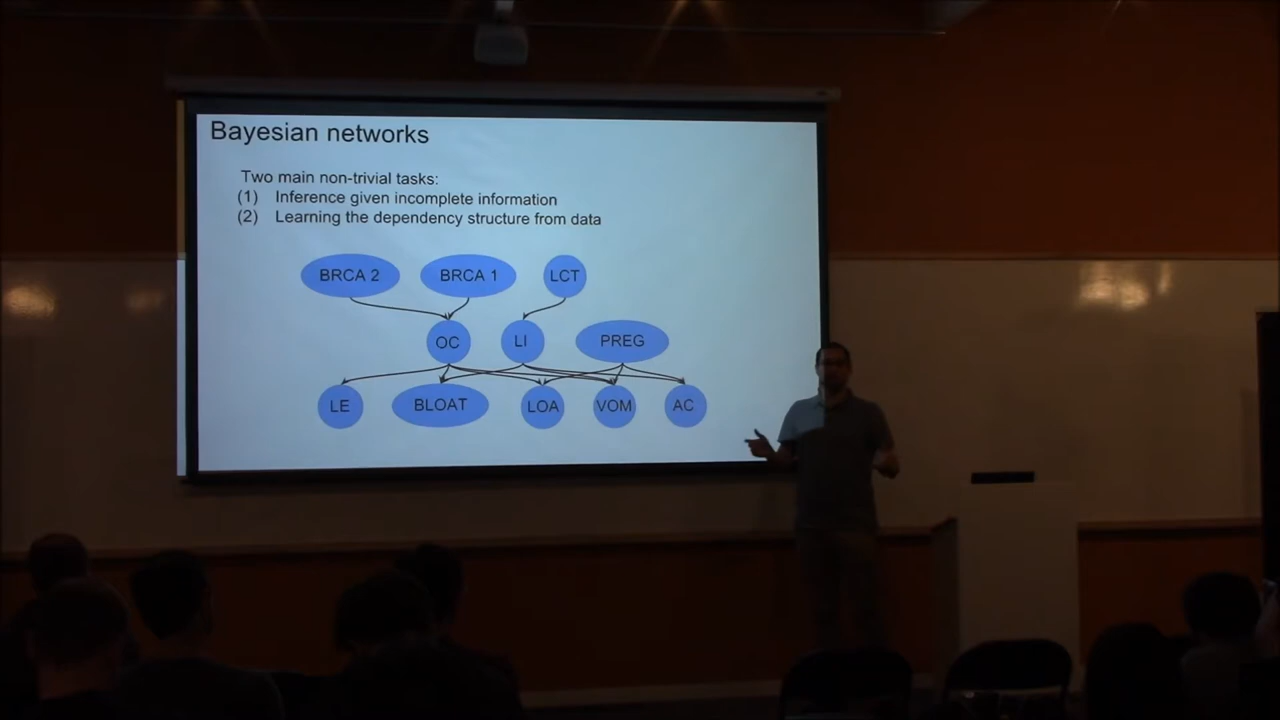 Bayesian networks
Two main non-trivial tasks:
(1) Inference given incomplete information
(2) Learning the dependency structure from data
BRCA 2 BRCA 1 LCT
OC LI PREG
LE BLOAT LOA VOM AC